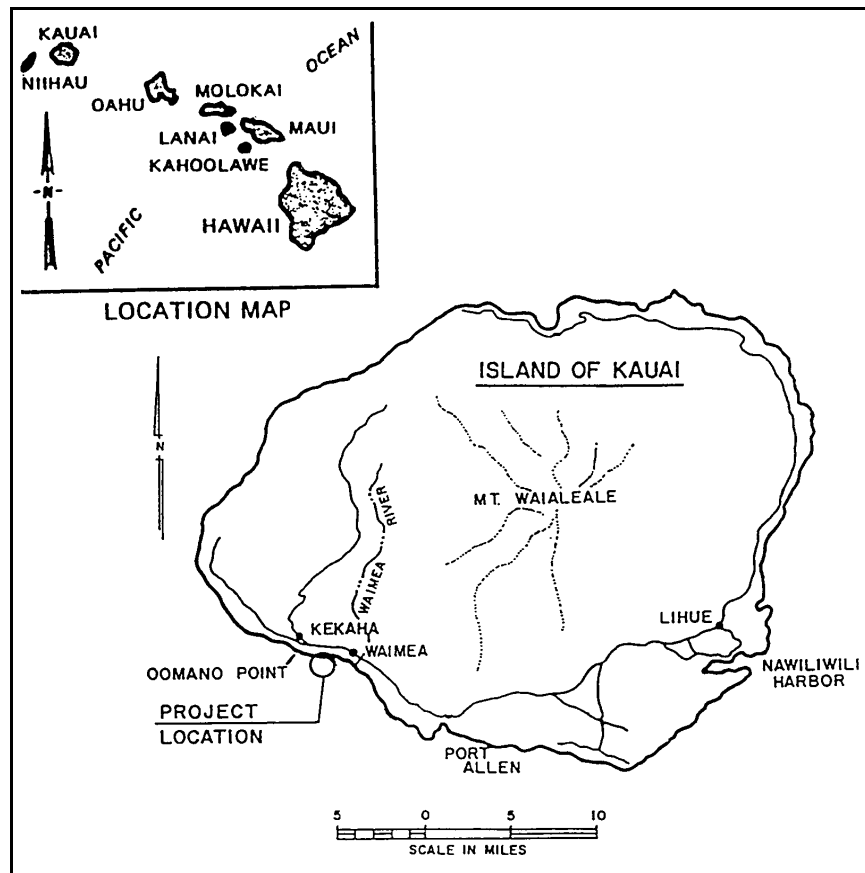 KAUAI
NIIHAU
OAHU
MOLOKAI
LANAI
MAUI
KAHOOLAWE
HAWAII
PACIFIC
OCEAN
-N-
LOCATION MAP
N
ISLAND OF KAUAI
MT. WAIALEALE
WAIMEA RIVER
KEKAHA
WAIMEA
OOMANO POINT
PROJECT
LOCATION
LIHUE
NAWILIWILI
HARBOR
PORT
ALLEN
5 0 5 10
SCALE IN MILES